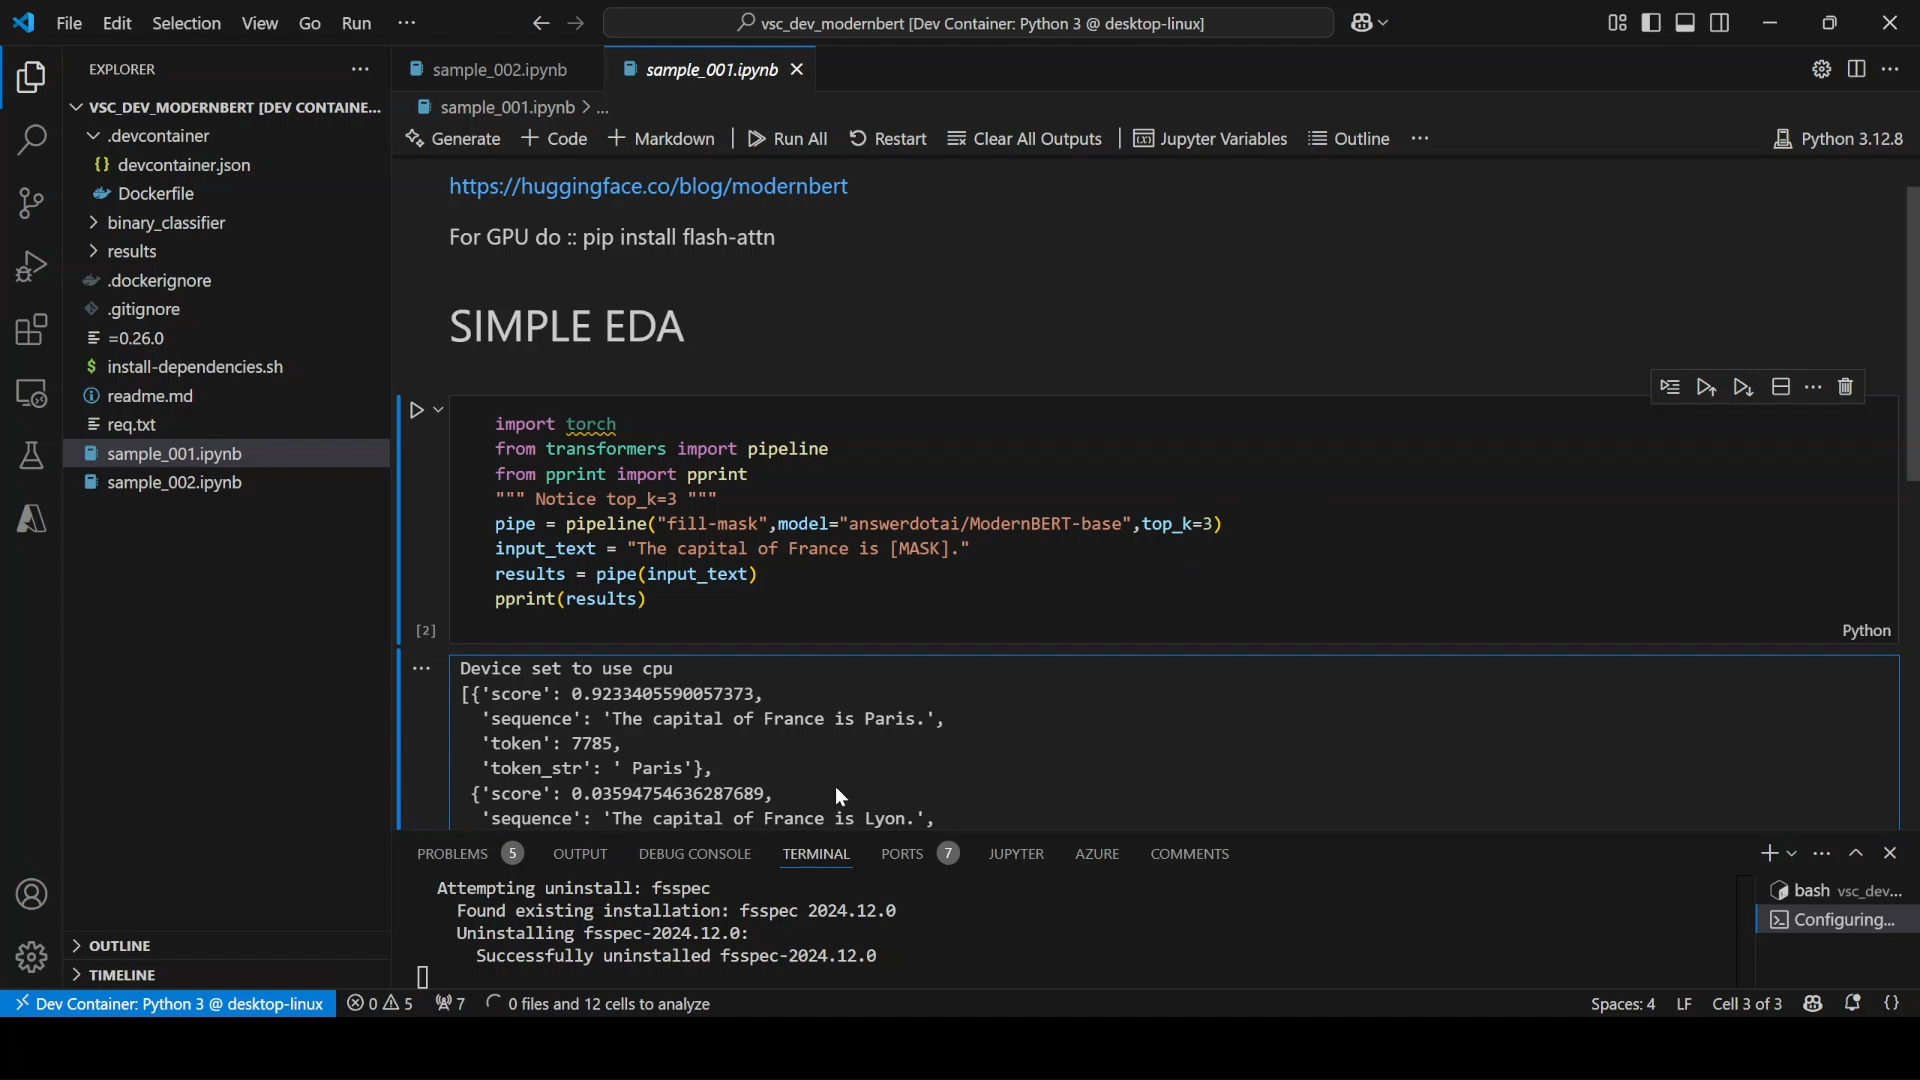 File Edit Selection View Go Run ...
vsc_dev_modernbert [Dev Container: Python 3 @ desktop-linux]
EXPLORER ...
VSC_DEV_MODERNBERT [DEV CONTAINE...
.devcontainer
{} devcontainer.json
Dockerfile
binary_classifier
results
.dockerignore
.gitignore
=0.26.0
$ install-dependencies.sh
readme.md
req.txt
sample_001.ipynb
sample_002.ipynb
OUTLINE
TIMELINE
sample_002.ipynb
sample_001.ipynb
sample_001.ipynb > ...
Generate + Code + Markdown | Run All Restart Clear All Outputs | Jupyter Variables Outline ...
Python 3.12.8
https://huggingface.co/blog/modernbert
For GPU do :: pip install flash-attn
SIMPLE EDA
import torch
from transformers import pipeline
from pprint import pprint
""" Notice top_k=3 """
pipe = pipeline("fill-mask",model="answerdotai/ModernBERT-base",top_k=3)
input_text = "The capital of France is [MASK]."
results = pipe(input_text)
pprint(results)
[2]
Python
Device set to use cpu
[{'score': 0.9233405590057373,
'sequence': 'The capital of France is Paris.',
'token': 7785,
'token_str': ' Paris'},
{'score': 0.03594754636287689,
'sequence': 'The capital of France is Lyon.',
PROBLEMS 5 OUTPUT DEBUG CONSOLE TERMINAL PORTS 7 JUPYTER AZURE COMMENTS
Attempting uninstall: fsspec
Found existing installation: fsspec 2024.12.0
Uninstalling fsspec-2024.12.0:
Successfully uninstalled fsspec-2024.12.0
bash vsc_dev...
Configuring...
Dev Container: Python 3 @ desktop-linux 0 5 7 0 files and 12 cells to analyze
Spaces: 4 LF Cell 3 of 3 {}